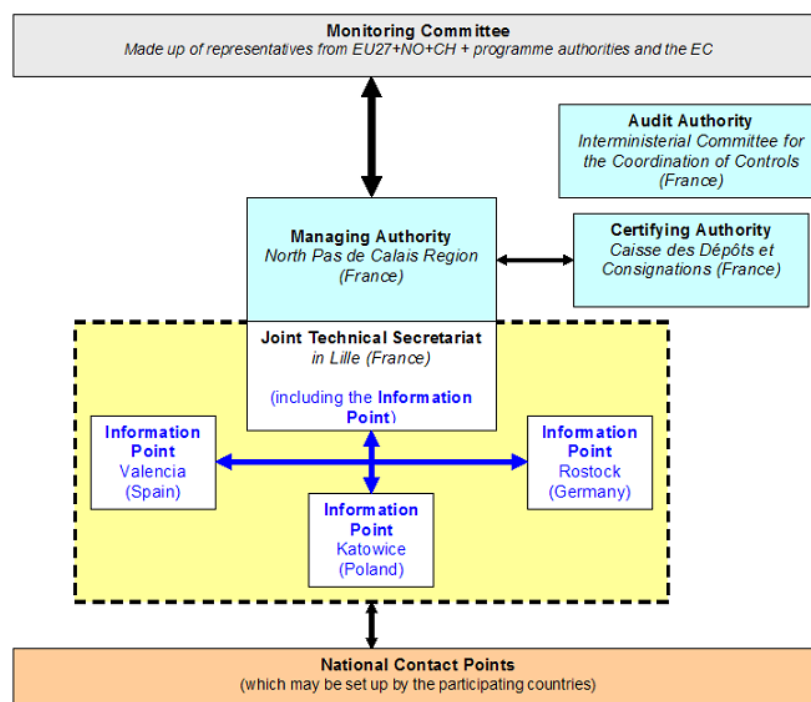 Monitoring Committee
Made up of representatives from EU27+NO+CH + programme authorities and the EC
Audit Authority
Interministerial Committee for
the Coordination of Controls
(France)
Managing Authority
North Pas de Calais Region
(France)
Certifying Authority
Caisse des Dépôts et
Consignations (France)
Joint Technical Secretariat
in Lille (France)
(including the Information
Point)
Information
Point
Valencia
(Spain)
Information
Point
Rostock
(Germany)
Information
Point
Katowice
(Poland)
National Contact Points
(which may be set up by the participating countries)